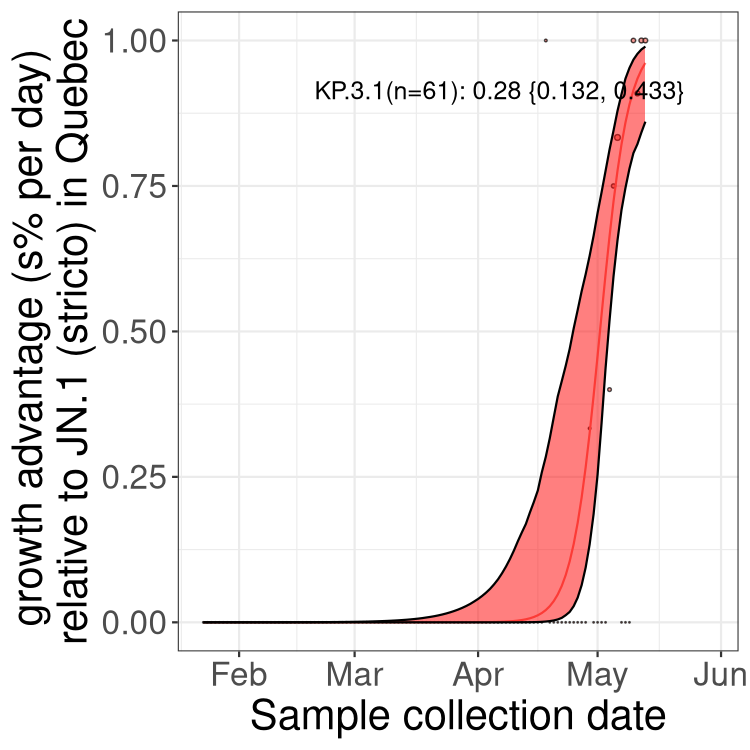 growth advantage (s% per day)
relative to JN.1 (stricto) in Quebec
1.00
0.75
0.50
0.25
0.00
KP.3.1(n=61): 0.28 {0.132, 0.433}
Feb Mar Apr May Jun
Sample collection date